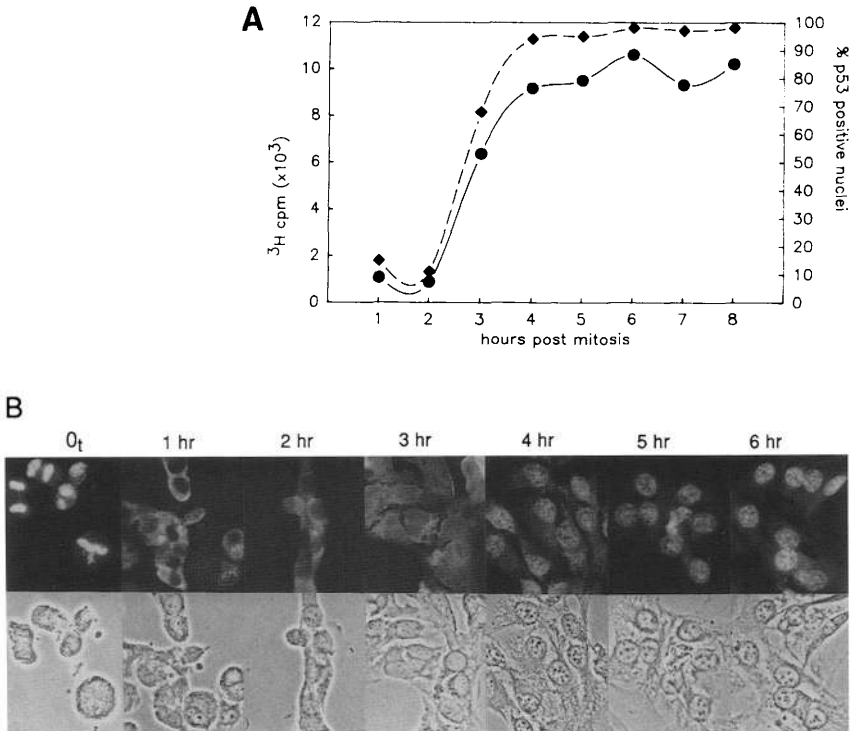 A
12
10
8
6
4
2
0
³H cpm (x10³)
100
90
80
70
60
50
40
30
20
10
0
% p53 positive nuclei
1 2 3 4 5 6 7 8
hours post mitosis
B
0t 1 hr 2 hr 3 hr 4 hr 5 hr 6 hr